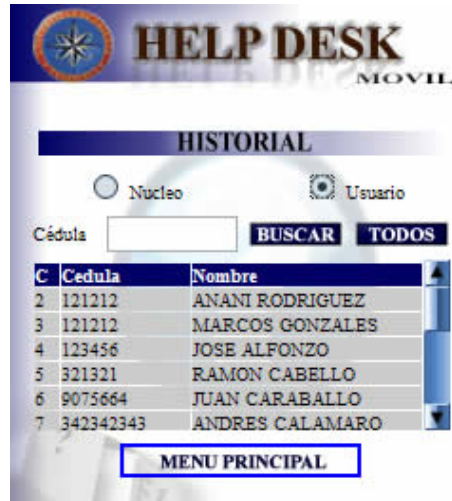 HELP DESK
MOVIL
HISTORIAL
Nucleo Usuario
Cédula BUSCAR TODOS
C Cedula Nombre
2 121212 ANANI RODRIGUEZ
3 121212 MARCOS GONZALES
4 123456 JOSE ALFONZO
5 321321 RAMON CABELLO
6 9075664 JUAN CARABALLO
7 342342343 ANDRES CALAMARO
MENU PRINCIPAL